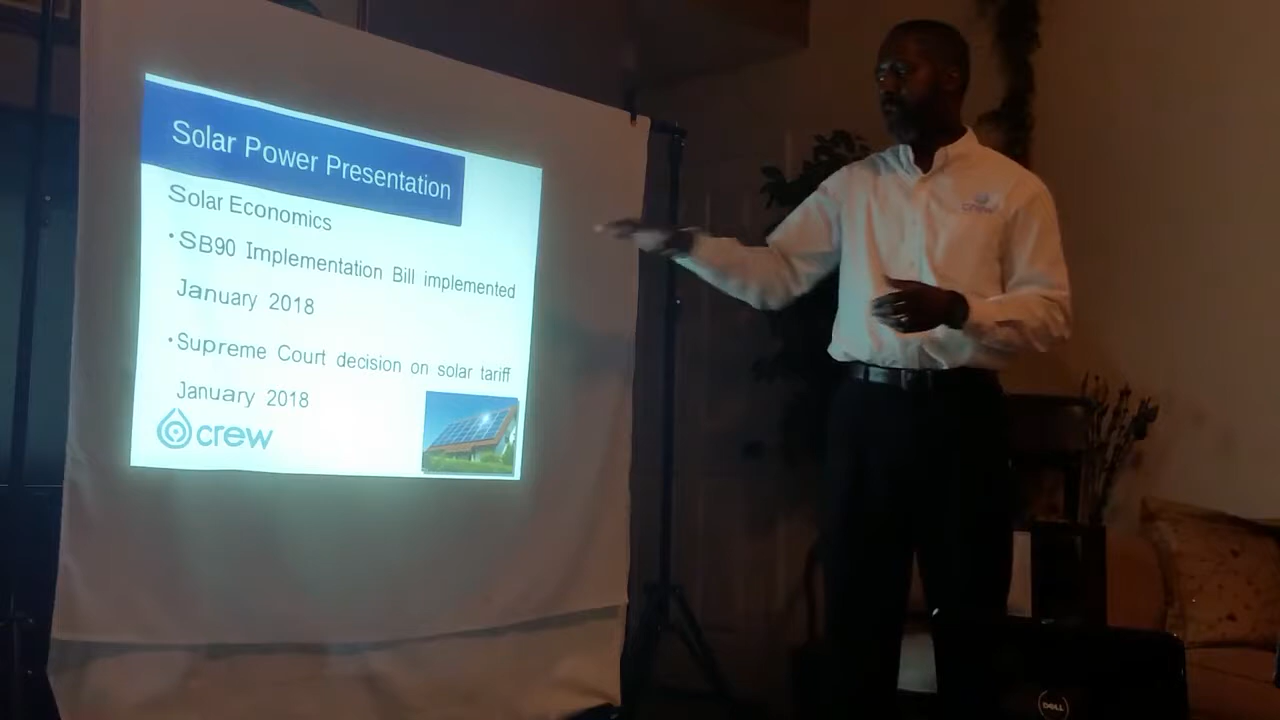 Solar Power Presentation
Solar Economics
•SB90 Implementation Bill implemented
January 2018
•Supreme Court decision on solar tariff
January 2018
crew
crew
DELL